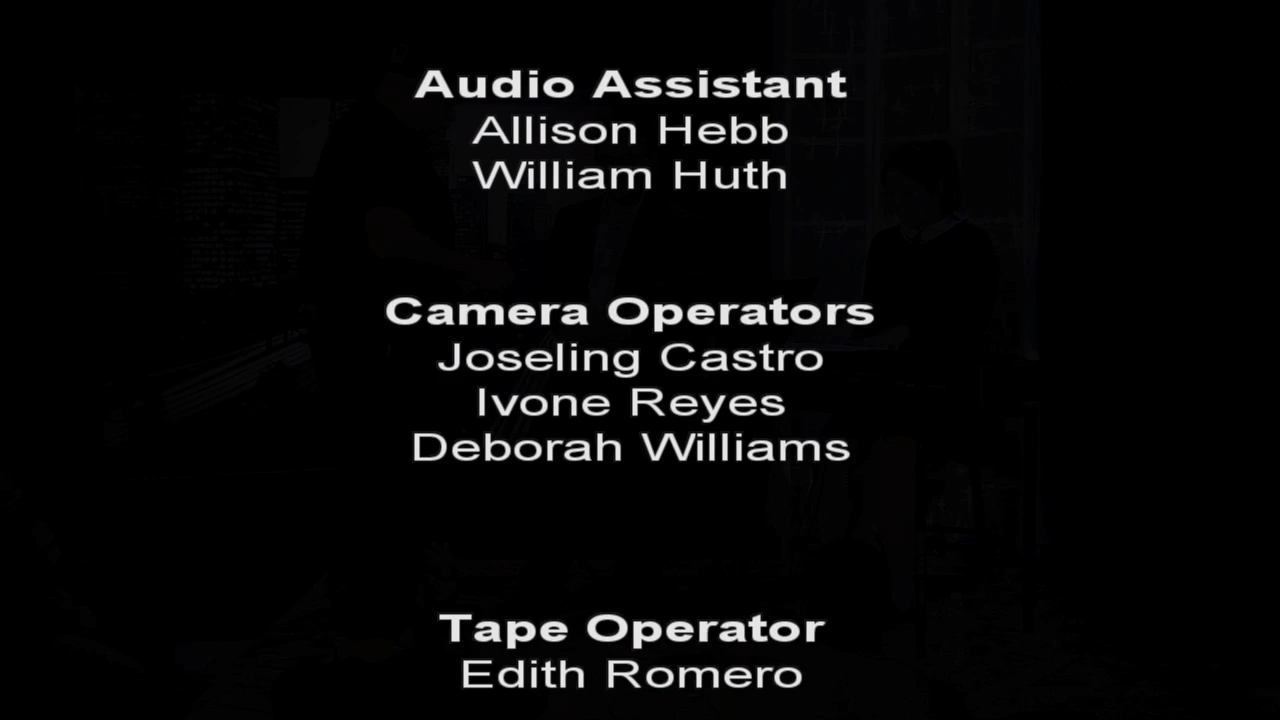 Audio Assistant
Allison Hebb
William Huth
Camera Operators
Joseling Castro
Ivone Reyes
Deborah Williams
Tape Operator
Edith Romero